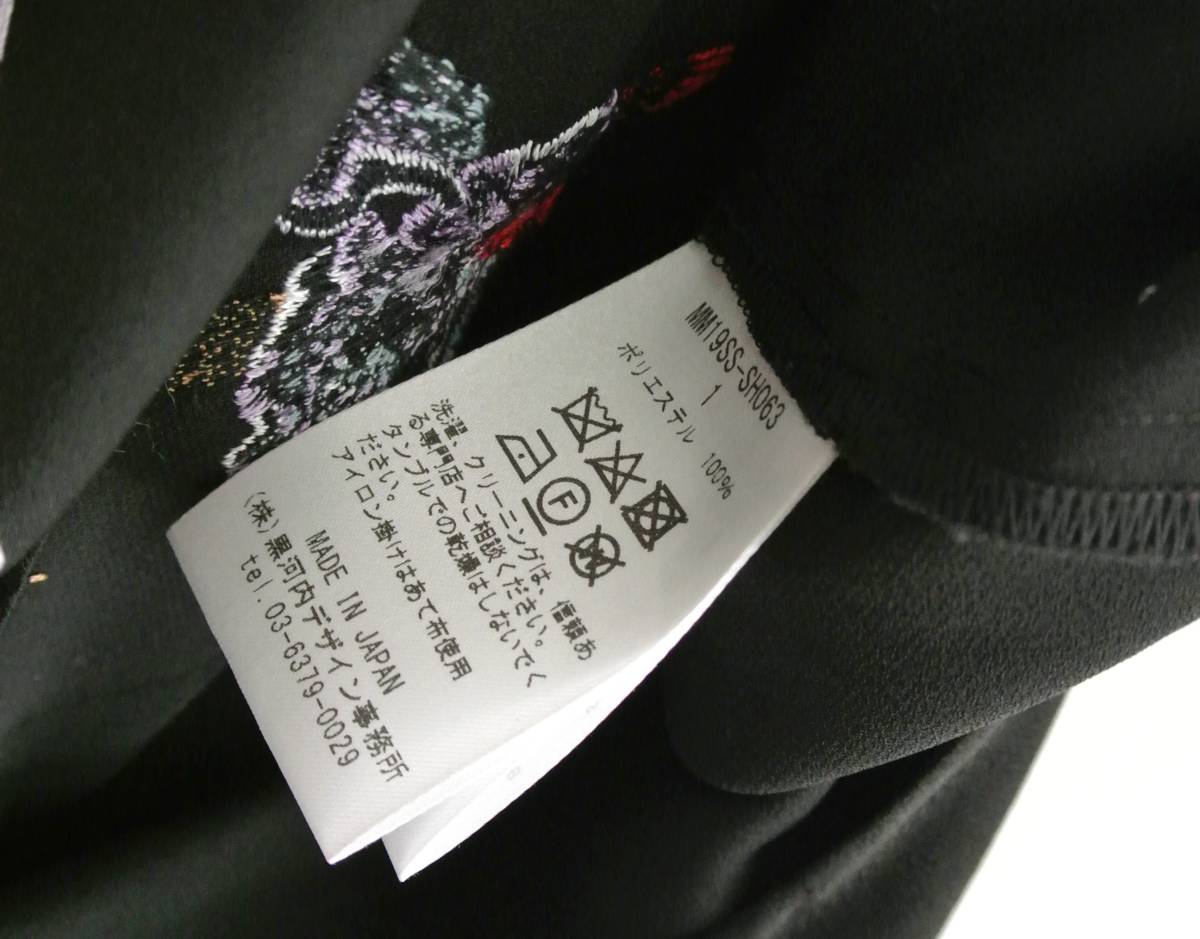 MM19SS-SH063
1
ポリエステル 100%
F
洗濯、クリーニングは、信頼あ
る専門店へご相談ください。
タンブルでの乾燥はしないでく
ださい。
アイロン掛けはあて布使用
MADE IN JAPAN
(株)黒河内デザイン事務所
tel.03-6379-0029